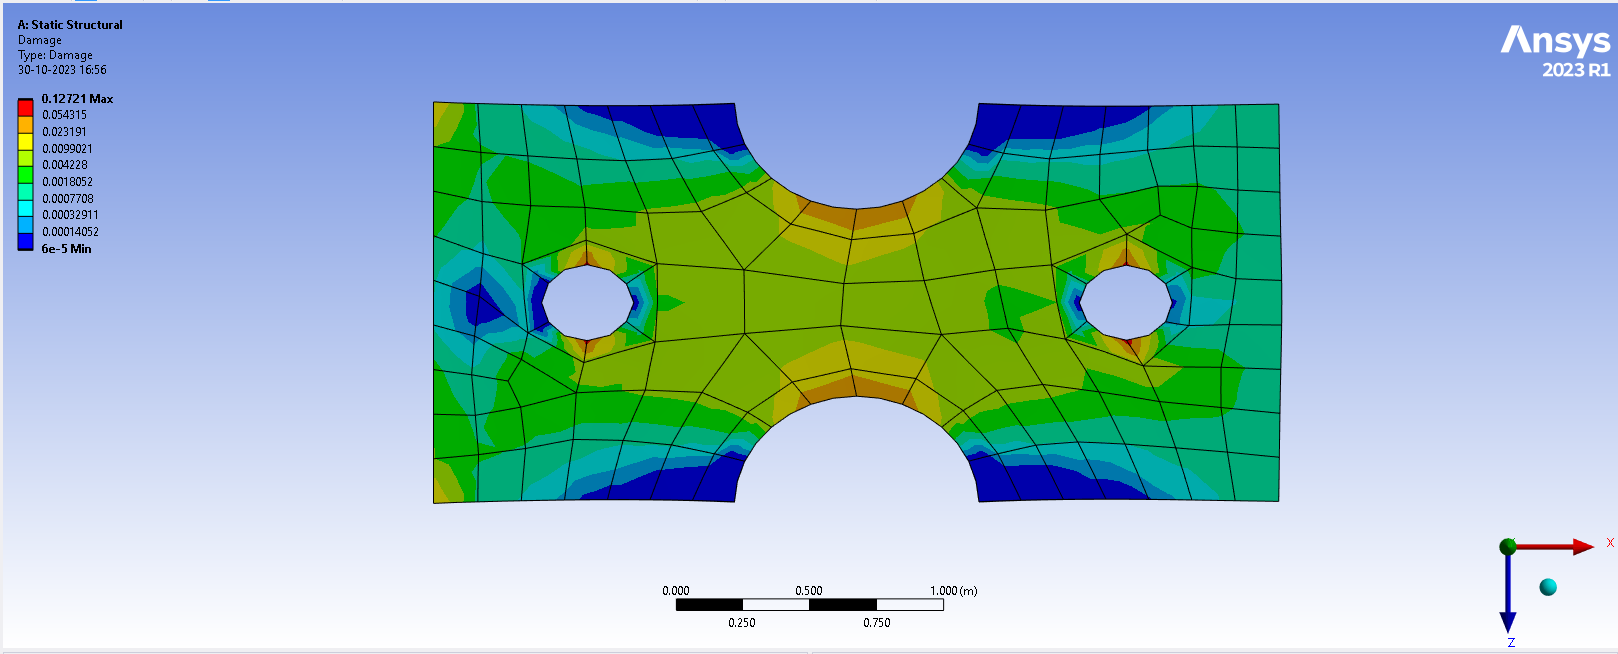 A: Static Structural
Damage
Type: Damage
30-10-2023 16:56
0.12721 Max
0.054315
0.023191
0.0099021
0.004228
0.0018052
0.0007708
0.00032911
0.00014052
6e-5 Min
Ansys
2023 R1
0.000 0.500 1.000 (m)
0.250 0.750
X
Z